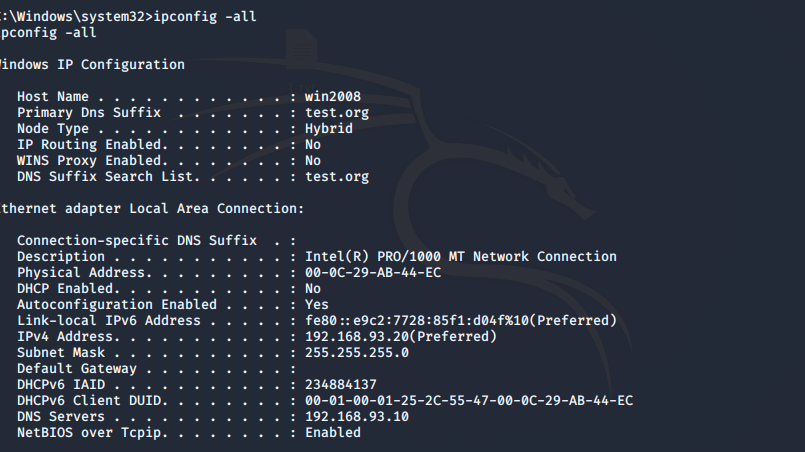 :\Windows\system32>ipconfig -all
pconfig -all
indows IP Configuration
Host Name . . . . . . . . . . . . : win2008
Primary Dns Suffix  . . . . . . . : test.org
Node Type . . . . . . . . . . . . : Hybrid
IP Routing Enabled. . . . . . . . : No
WINS Proxy Enabled. . . . . . . . : No
DNS Suffix Search List. . . . . . : test.org
thernet adapter Local Area Connection:
Connection-specific DNS Suffix  . :
Description . . . . . . . . . . . : Intel(R) PRO/1000 MT Network Connection
Physical Address. . . . . . . . . : 00-0C-29-AB-44-EC
DHCP Enabled. . . . . . . . . . . : No
Autoconfiguration Enabled . . . . : Yes
Link-local IPv6 Address . . . . . : fe80::e9c2:7728:85f1:d04f%10(Preferred)
IPv4 Address. . . . . . . . . . . : 192.168.93.20(Preferred)
Subnet Mask . . . . . . . . . . . : 255.255.255.0
Default Gateway . . . . . . . . . :
DHCPv6 IAID . . . . . . . . . . . : 234884137
DHCPv6 Client DUID. . . . . . . . : 00-01-00-01-25-2C-55-47-00-0C-29-AB-44-EC
DNS Servers . . . . . . . . . . . : 192.168.93.10
NetBIOS over Tcpip. . . . . . . . : Enabled